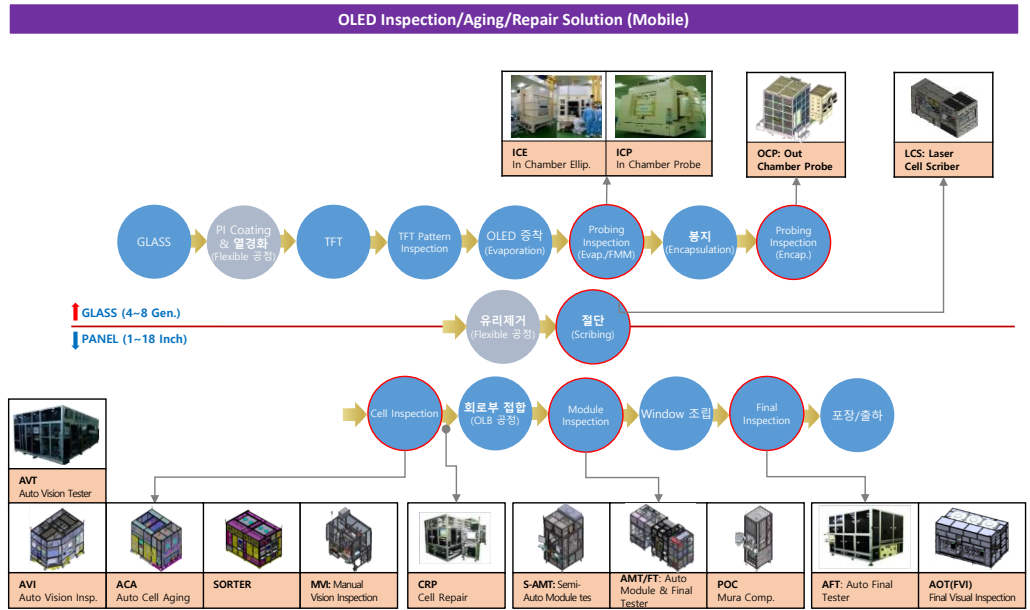 OLED Inspection/Aging/Repair Solution (Mobile)
ICE
In Chamber Ellip.
ICP
In Chamber Probe
OCP: Out
Chamber Probe
LCS: Laser
Cell Scriber
GLASS
PI Coating
& 열경화
(Flexible 공정)
TFT
TFT Pattern
Inspection
OLED 증착
(Evaporation)
Probing
Inspection
(Evap./FMM)
봉지
(Encapsulation)
Probing
Inspection
(Encap.)
GLASS (4~8 Gen.)
PANEL (1~18 Inch)
유리제거
(Flexible 공정)
절단
(Scribing)
Cell Inspection
회로부 접합
(OLB 공정)
Module
Inspection
Window 조립
Final
Inspection
포장/출하
AVT
Auto Vision Tester
AVI
Auto Vision Insp.
ACA
Auto Cell Aging
SORTER
MVI: Manual
Vision Inspection
CRP
Cell Repair
S-AMT: Semi-
Auto Module tes
AMT/FT: Auto
Module & Final
Tester
POC
Mura Comp.
AFT: Auto Final
Tester
AOT(FVI)
Final Visual Inspection